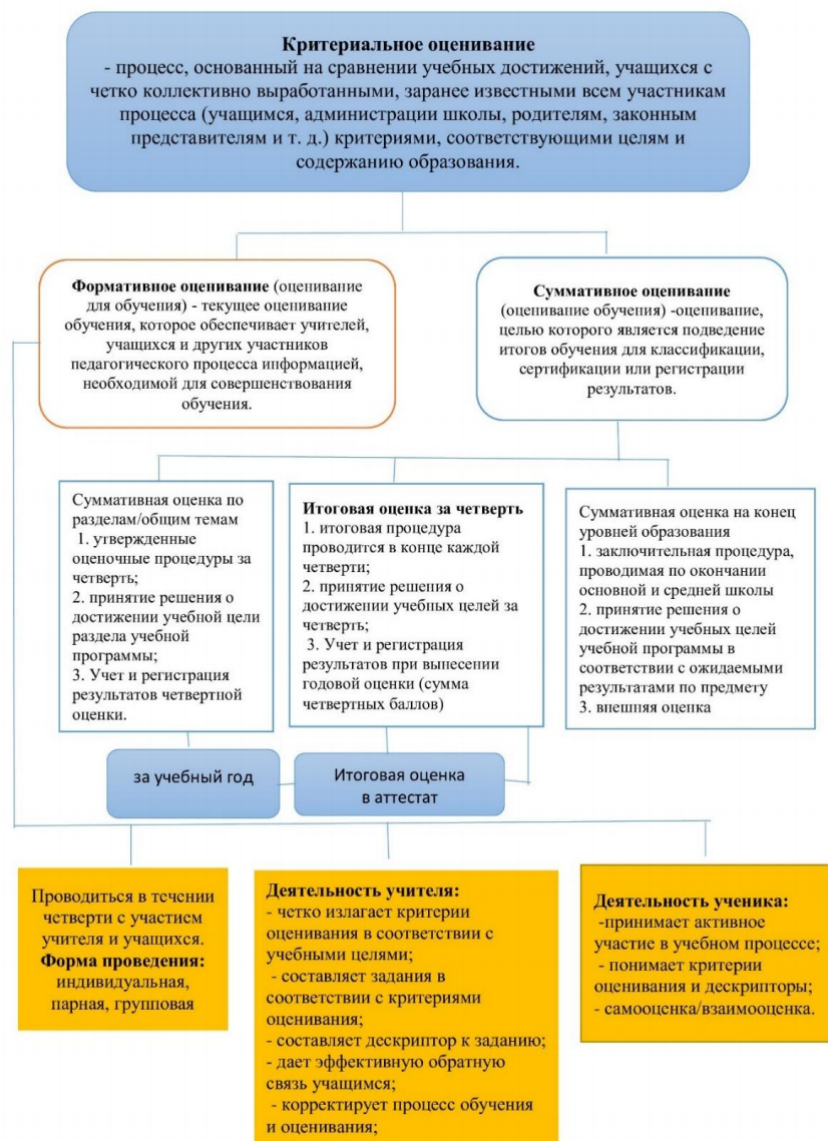 Критериальное оценивание
- процесс, основанный на сравнении учебных достижений, учащихся с
четко коллективно выработанными, заранее известными всем участникам
процесса (учащимся, администрации школы, родителям, законным
представителям и т. д.) критериями, соответствующими целям и
содержанию образования.
Формативное оценивание (оценивание
для обучения) - текущее оценивание
обучения, которое обеспечивает учителей,
учащихся и других участников
педагогического процесса информацией,
необходимой для совершенствования
обучения.
Суммативное оценивание
(оценивание обучения) -оценивание,
целью которого является подведение
итогов обучения для классификации,
сертификации или регистрации
результатов.
Суммативная оценка по
разделам/общим темам
1. утвержденные
оценочные процедуры за
четверть;
2. принятие решения о
достижении учебной цели
раздела учебной
программы;
3. Учет и регистрация
результатов четвертной
оценки.
Итоговая оценка за четверть
1. итоговая процедура
проводится в конце каждой
четверти;
2. принятие решения о
достижении учебных целей за
четверть;
3. Учет и регистрация
результатов при вынесении
годовой оценки (сумма
четвертных баллов)
Суммативная оценка на конец
уровней образования
1. заключительная процедура,
проводимая по окончании
основной и средней школы
2. принятие решения о
достижении учебных целей
учебной программы в
соответствии с ожидаемыми
результатами по предмету
3. внешняя оценка
за учебный год
Итоговая оценка
в аттестат
Проводиться в течении
четверти с участием
учителя и учащихся.
Форма проведения:
индивидуальная,
парная, групповая
Деятельность учителя:
- четко излагает критерии
оценивания в соответствии с
учебными целями;
- составляет задания в
соответствии с критериями
оценивания;
- составляет дескриптор к заданию;
- дает эффективную обратную
связь учащимся;
- корректирует процесс обучения
и оценивания;
Деятельность ученика:
-принимает активное
участие в учебном процессе;
- понимает критерии
оценивания и дескрипторы;
- самооценка/взаимооценка.